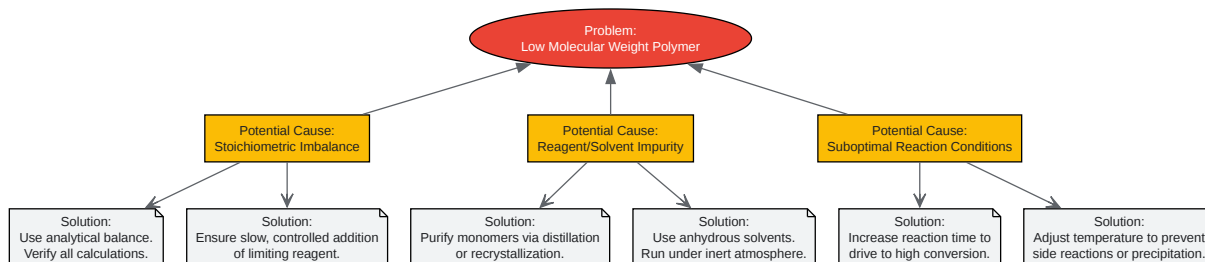 Problem:
Low Molecular Weight Polymer
Potential Cause:
Stoichiometric Imbalance
Potential Cause:
Reagent/Solvent Impurity
Potential Cause:
Suboptimal Reaction Conditions
Solution:
Use analytical balance.
Verify all calculations.
Solution:
Ensure slow, controlled addition
of limiting reagent.
Solution:
Purify monomers via distillation
or recrystallization.
Solution:
Use anhydrous solvents.
Run under inert atmosphere.
Solution:
Increase reaction time to
drive to high conversion.
Solution:
Adjust temperature to prevent
side reactions or precipitation.